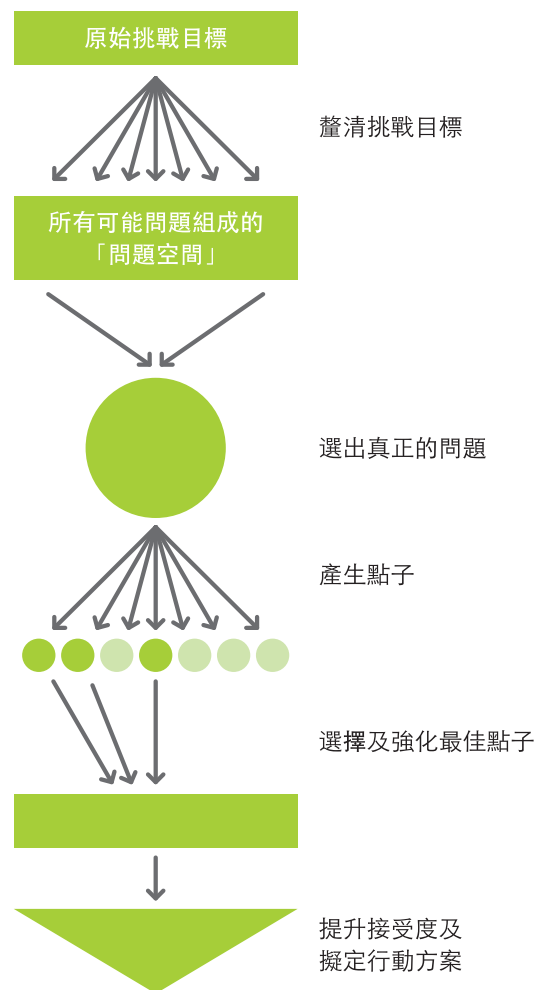 原始挑戰目標
釐清挑戰目標
所有可能問題組成的
「問題空間」
選出真正的問題
產生點子
選擇及強化最佳點子
提升接受度及
擬定行動方案